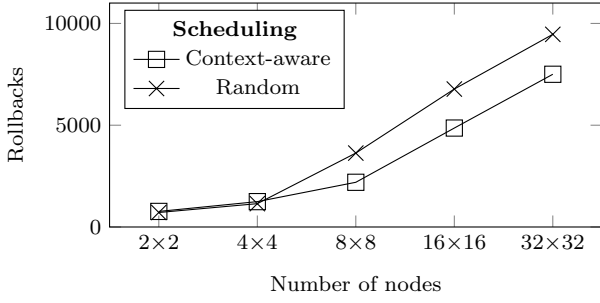 10000
5000
0
Rollbacks
Scheduling
Context-aware
Random
2×2 4×4 8×8 16×16 32×32
Number of nodes